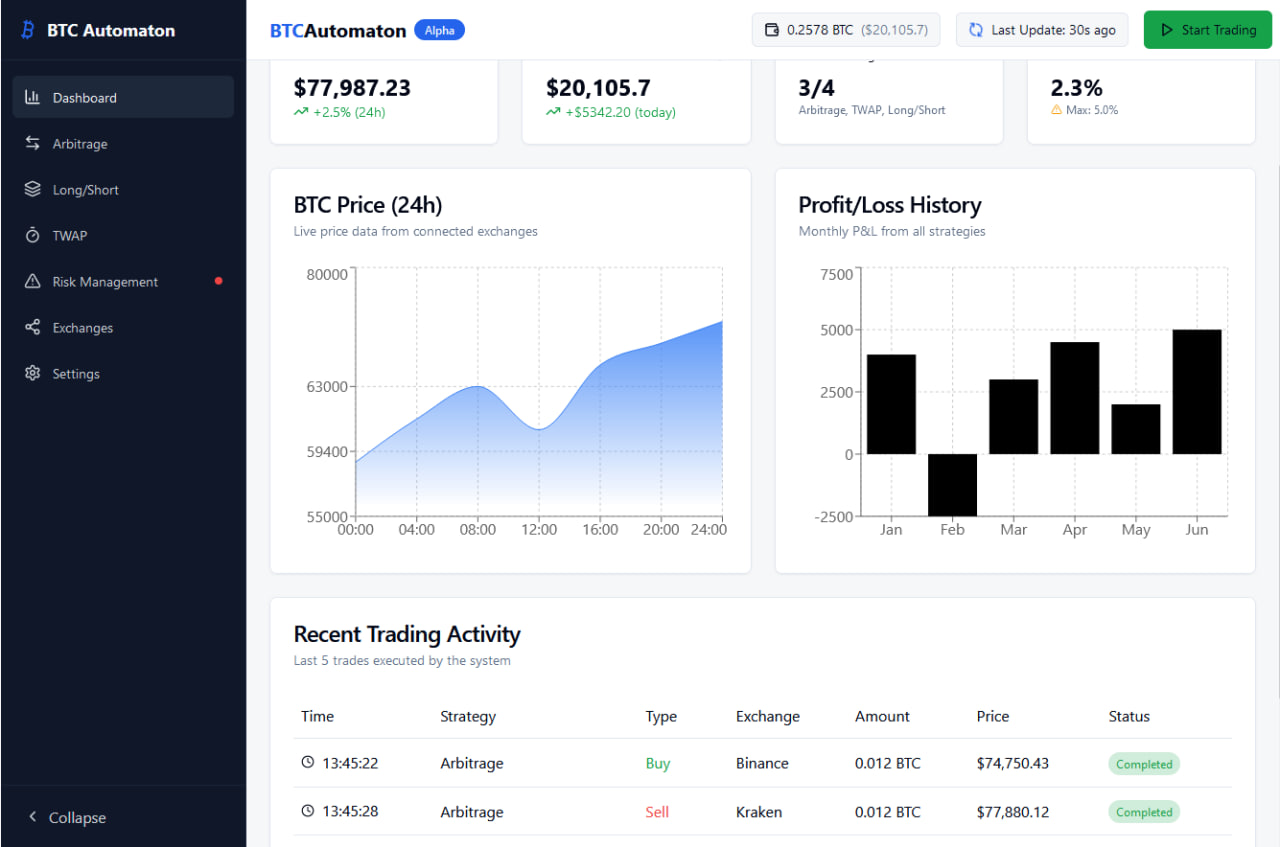 BTC Automaton
Dashboard
Arbitrage
Long/Short
TWAP
Risk Management
Exchanges
Settings
Collapse
BTCAutomaton Alpha
0.2578 BTC ($20,105.7)
Last Update: 30s ago
Start Trading
$77,987.23
+2.5% (24h)
$20,105.7
+$5342.20 (today)
3/4
Arbitrage, TWAP, Long/Short
2.3%
Max: 5.0%
BTC Price (24h)
Live price data from connected exchanges
80000
63000
59400
55000
00:00 04:00 08:00 12:00 16:00 20:00 24:00
Profit/Loss History
Monthly P&L from all strategies
7500
5000
2500
0
-2500
Jan Feb Mar Apr May Jun
Recent Trading Activity
Last 5 trades executed by the system
Time Strategy Type Exchange Amount Price Status
13:45:22 Arbitrage Buy Binance 0.012 BTC $74,750.43 Completed
13:45:28 Arbitrage Sell Kraken 0.012 BTC $77,880.12 Completed